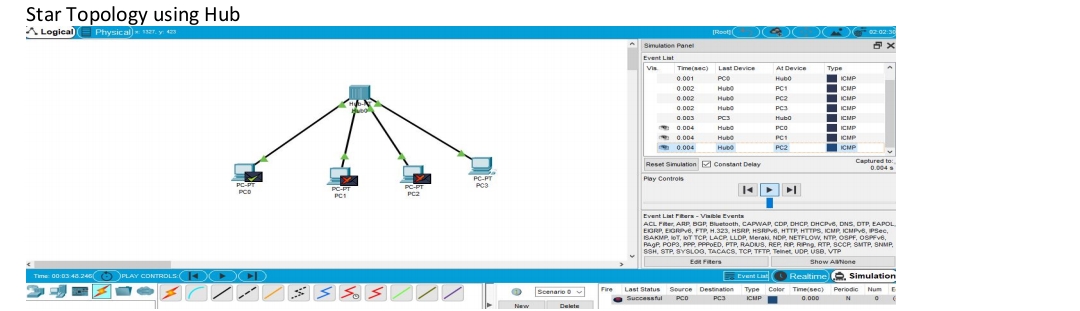 Star Topology using Hub
Logical Physical x: 1327, y: 423 [Root] 02:02:30
Simulation Panel
Event List
Vis. Time(sec) Last Device At Device Type
0.001 PC0 Hub0 ICMP
0.002 Hub0 PC1 ICMP
0.002 Hub0 PC2 ICMP
0.002 Hub0 PC3 ICMP
0.003 PC3 Hub0 ICMP
0.004 Hub0 PC0 ICMP
0.004 Hub0 PC1 ICMP
0.004 Hub0 PC2 ICMP
Reset Simulation Constant Delay Captured to:
0.004 s
Play Controls
Event List Filters - Visible Events
ACL Filter, ARP, BGP, Bluetooth, CAPWAP, CDP, DHCP, DHCPv6, DNS, DTP, EAPOL,
EIGRP, EIGRPv6, FTP, H.323, HSRP, HSRPv6, HTTP, HTTPS, ICMP, ICMPv6, IPSec,
ISAKMP, IoT, IoT TCP, LACP, LLDP, Meraki, NDP, NETFLOW, NTP, OSPF, OSPFv6,
PAgP, POP3, PPP, PPPoED, PTP, RADIUS, REP, RIP, RIPng, RTP, SCCP, SMTP, SNMP,
SSH, STP, SYSLOG, TACACS, TCP, TFTP, Telnet, UDP, USB, VTP
Edit Filters Show All/None
Hub-PT
Hub0
PC-PT
PC0
PC-PT
PC1
PC-PT
PC2
PC-PT
PC3
Time: 00:03:40.246 PLAY CONTROLS: Event List Realtime Simulation
Scenario 0
New Delete
Fire Last Status Source Destination Type Color Time(sec) Periodic Num E
Successful PC0 PC3 ICMP 0.000 N 0 (